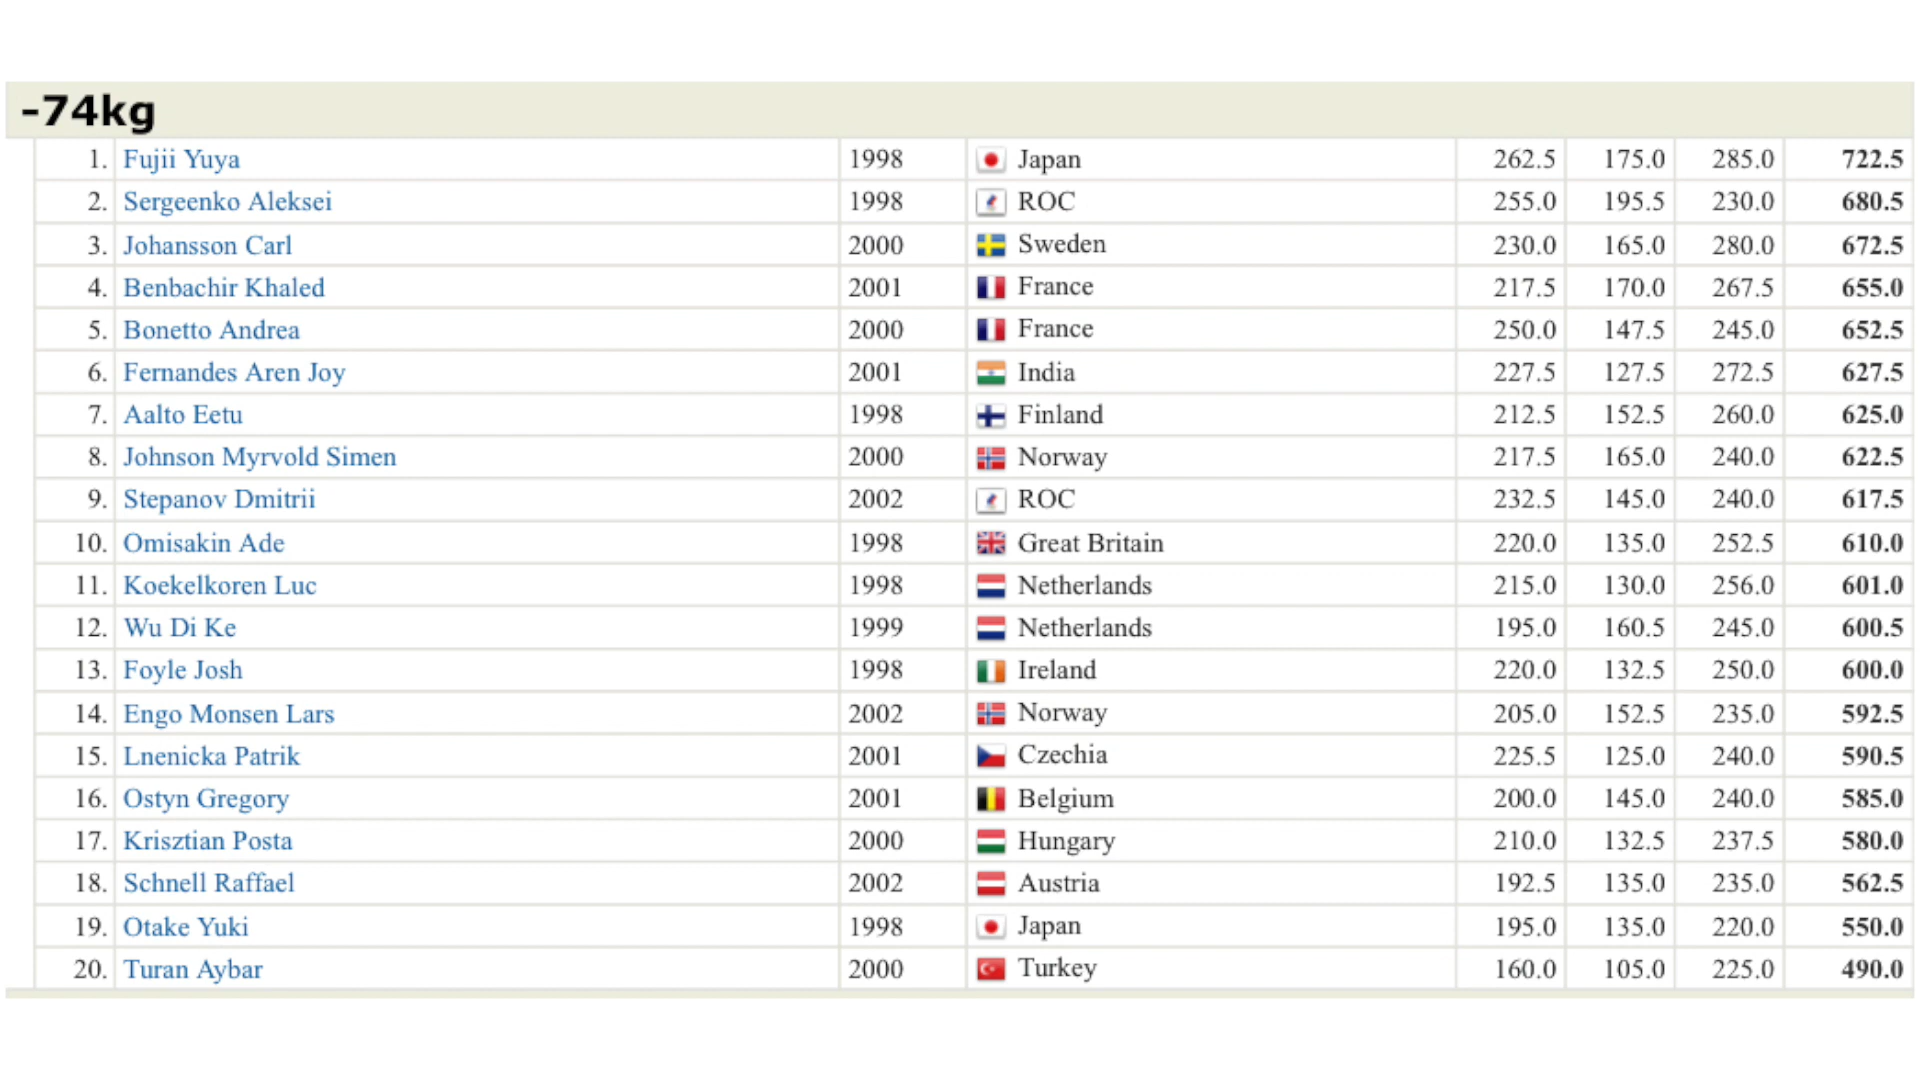 -74kg
1. Fujii Yuya 1998 Japan 262.5 175.0 285.0 722.5
2. Sergeenko Aleksei 1998 ROC 255.0 195.5 230.0 680.5
3. Johansson Carl 2000 Sweden 230.0 165.0 280.0 672.5
4. Benbachir Khaled 2001 France 217.5 170.0 267.5 655.0
5. Bonetto Andrea 2000 France 250.0 147.5 245.0 652.5
6. Fernandes Aren Joy 2001 India 227.5 127.5 272.5 627.5
7. Aalto Eetu 1998 Finland 212.5 152.5 260.0 625.0
8. Johnson Myrvold Simen 2000 Norway 217.5 165.0 240.0 622.5
9. Stepanov Dmitrii 2002 ROC 232.5 145.0 240.0 617.5
10. Omisakin Ade 1998 Great Britain 220.0 135.0 252.5 610.0
11. Koekelkoren Luc 1998 Netherlands 215.0 130.0 256.0 601.0
12. Wu Di Ke 1999 Netherlands 195.0 160.5 245.0 600.5
13. Foyle Josh 1998 Ireland 220.0 132.5 250.0 600.0
14. Engo Monsen Lars 2002 Norway 205.0 152.5 235.0 592.5
15. Lnenicka Patrik 2001 Czechia 225.5 125.0 240.0 590.5
16. Ostyn Gregory 2001 Belgium 200.0 145.0 240.0 585.0
17. Krisztian Posta 2000 Hungary 210.0 132.5 237.5 580.0
18. Schnell Raffael 2002 Austria 192.5 135.0 235.0 562.5
19. Otake Yuki 1998 Japan 195.0 135.0 220.0 550.0
20. Turan Aybar 2000 Turkey 160.0 105.0 225.0 490.0